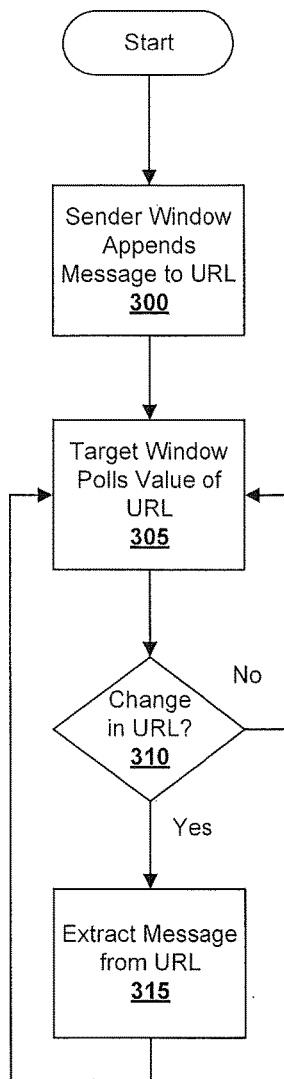 Start
Sender Window
Appends
Message to URL
300
Target Window
Polls Value of
URL
305
No
Change
in URL?
310
Yes
Extract Message
from URL
315